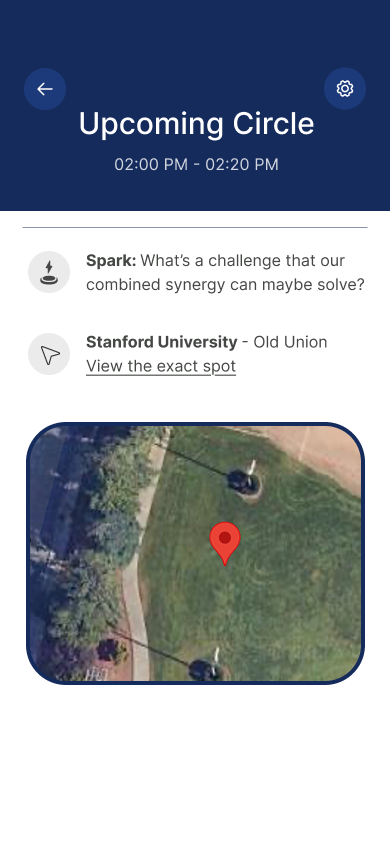 Upcoming Circle
02:00 PM - 02:20 PM
Spark: What’s a challenge that our
combined synergy can maybe solve?
Stanford University - Old Union
View the exact spot